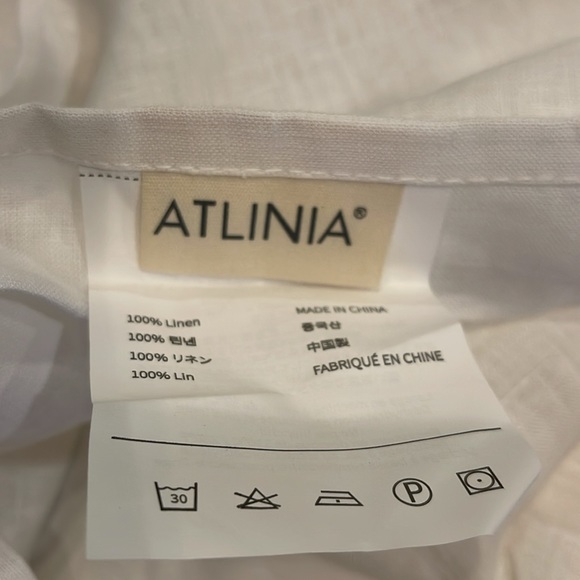 ATLINIA®
100% Linen
100% 린넨
100% リネン
100% Lin
MADE IN CHINA
중국산
中国製
FABRIQUÉ EN CHINE
30
P